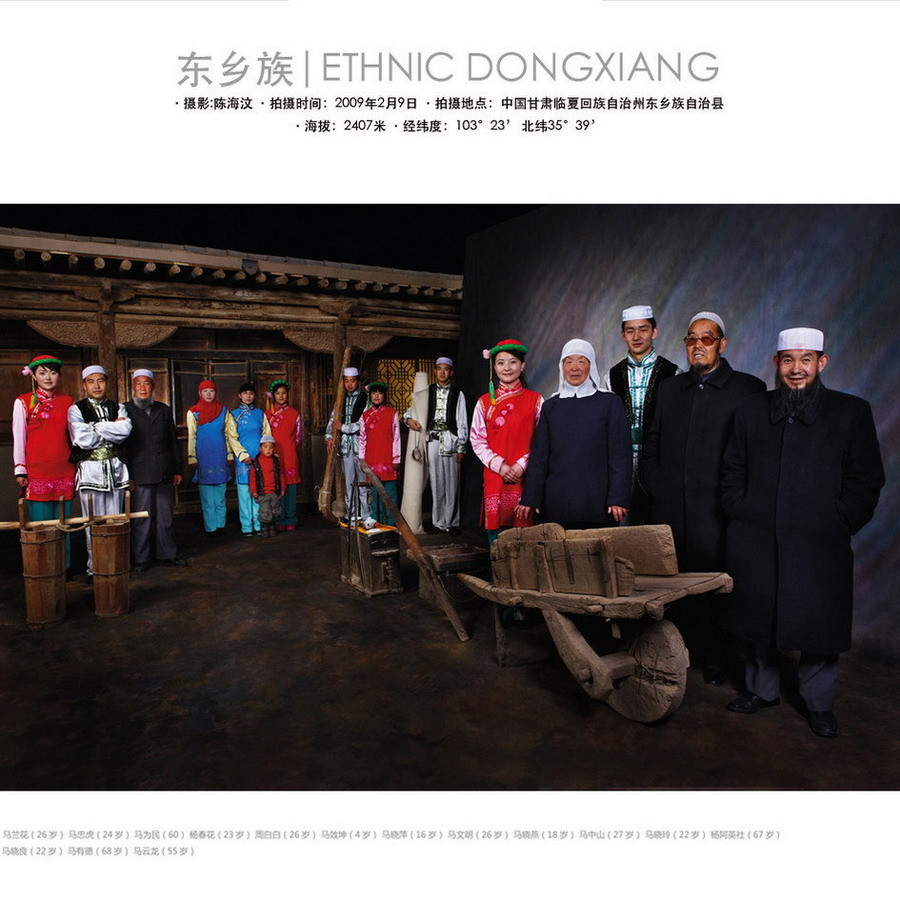 东乡族|ETHNIC DONGXIANG
·摄影:陈海汶 ·拍摄时间：2009年2月9日 ·拍摄地点：中国甘肃临夏回族自治州东乡族自治县
·海拔：2407米 ·经纬度：103°23’ 北纬35°39’
马兰花（26岁）马忠虎（24岁）马为民（60）杨春花（23岁）周白白（26岁）马效坤（4岁）马晓萍（16岁）马文明（26岁）马晓燕（18岁）马中山（27岁）马晓玲（22岁）杨阿英社（67岁）
马晓良（22岁）马有德（68岁）马云龙（55岁）